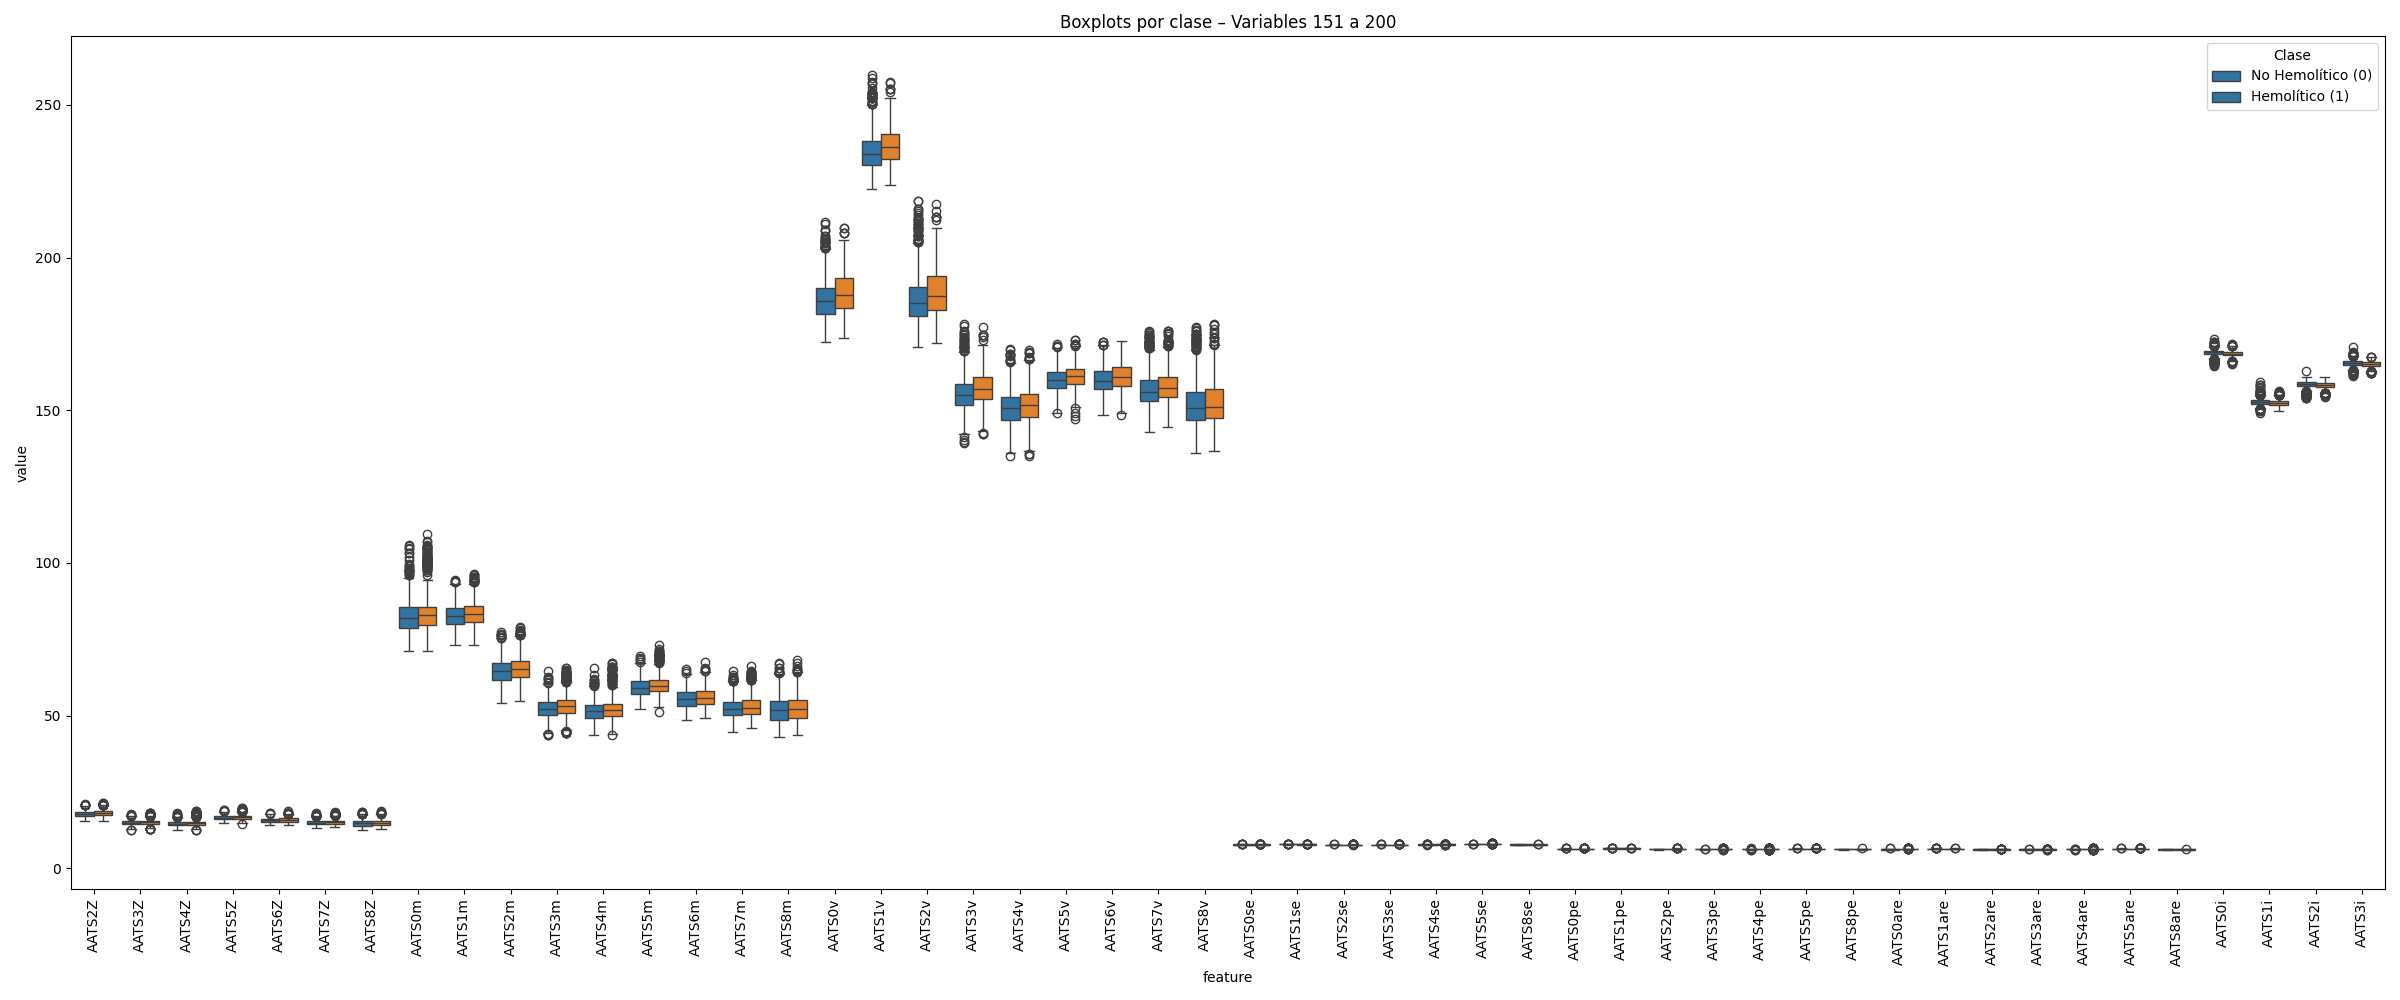 Boxplots por clase – Variables 151 a 200
Clase
No Hemolítico (0)
Hemolítico (1)
value
250
200
150
100
50
0
AATS2Z
AATS3Z
AATS4Z
AATS5Z
AATS6Z
AATS7Z
AATS8Z
AATS0m
AATS1m
AATS2m
AATS3m
AATS4m
AATS5m
AATS6m
AATS7m
AATS8m
AATS0v
AATS1v
AATS2v
AATS3v
AATS4v
AATS5v
AATS6v
AATS7v
AATS8v
AATS0se
AATS1se
AATS2se
AATS3se
AATS4se
AATS5se
AATS8se
AATS0pe
AATS1pe
AATS2pe
AATS3pe
AATS4pe
AATS5pe
AATS8pe
AATS0are
AATS1are
AATS2are
AATS3are
AATS4are
AATS5are
AATS8are
AATS0i
AATS1i
AATS2i
AATS3i
feature